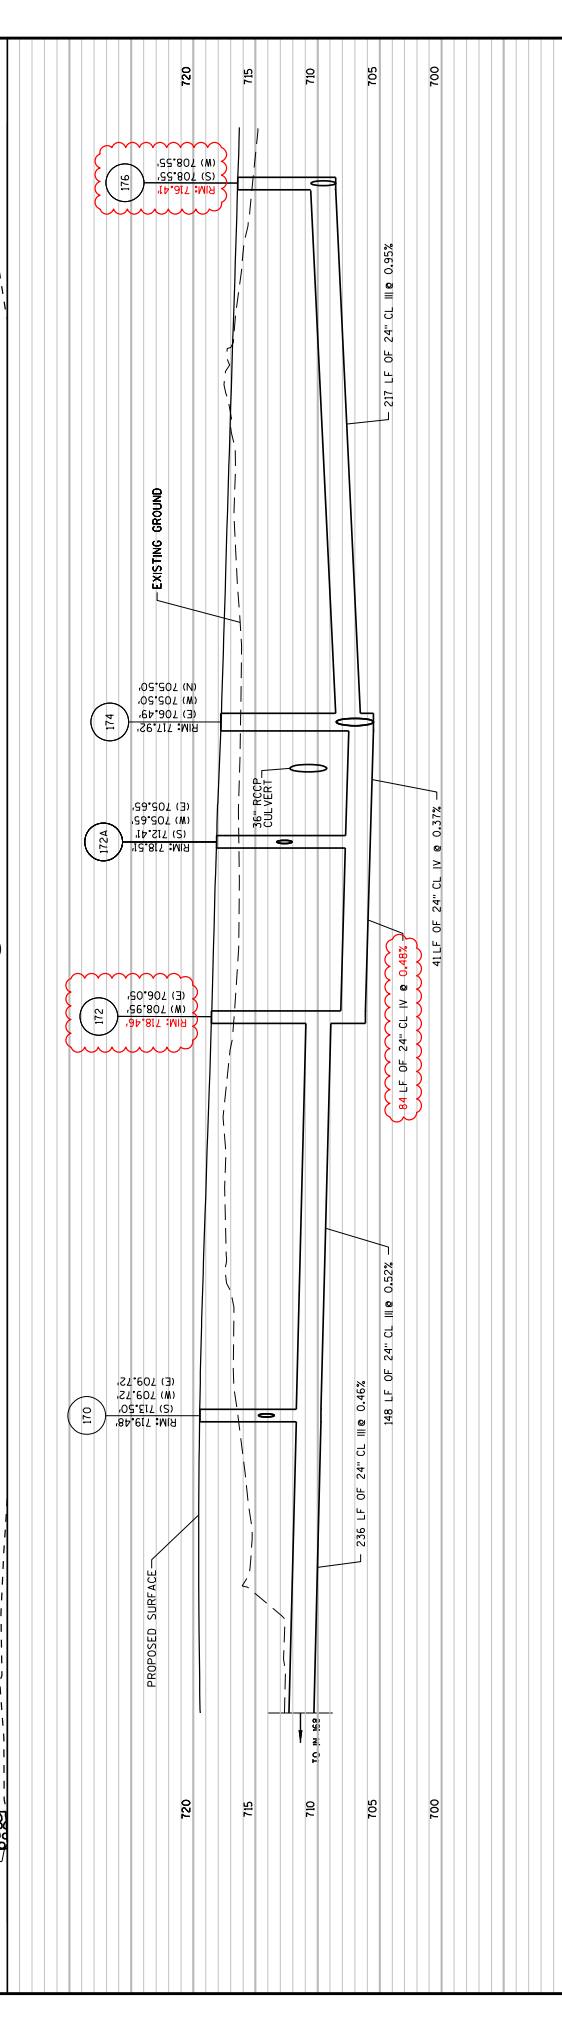 720
715
710
705
700
176
RIM: 716.41'
(S) 708.55'
(W) 708.55'
217 LF OF 24" CL III @ 0.95%
EXISTING GROUND
174
RIM: 717.92'
(E) 706.49'
(W) 705.50'
(N) 705.50'
36" RCCP
CULVERT
172A
RIM: 718.51'
(S) 712.41'
(W) 705.65'
(E) 705.65'
41 LF OF 24" CL IV @ 0.37%
172
RIM: 718.46'
(W) 708.95'
(E) 706.05'
84 LF OF 24" CL IV @ 0.48%
148 LF OF 24" CL III @ 0.52%
170
RIM: 719.48'
(S) 713.50'
(W) 709.72'
(E) 709.72'
236 LF OF 24" CL III @ 0.46%
PROPOSED SURFACE
TO IN 168
720
715
710
705
700